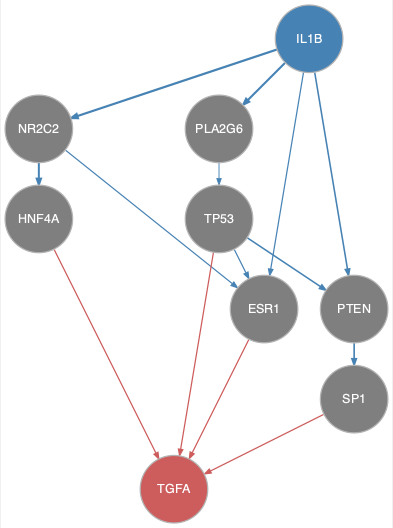 IL1B
NR2C2
PLA2G6
HNF4A
TP53
ESR1
PTEN
SP1
TGFA